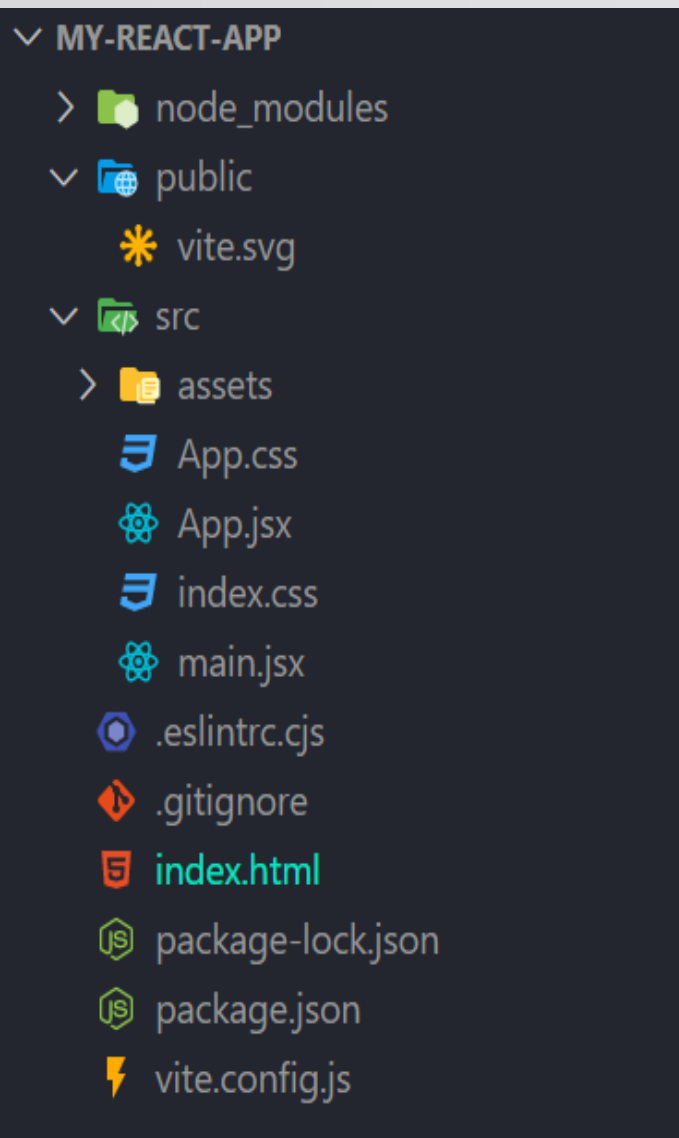 MY-REACT-APP
node_modules
public
vite.svg
src
assets
App.css
App.jsx
index.css
main.jsx
.eslintrc.cjs
.gitignore
index.html
package-lock.json
package.json
vite.config.js